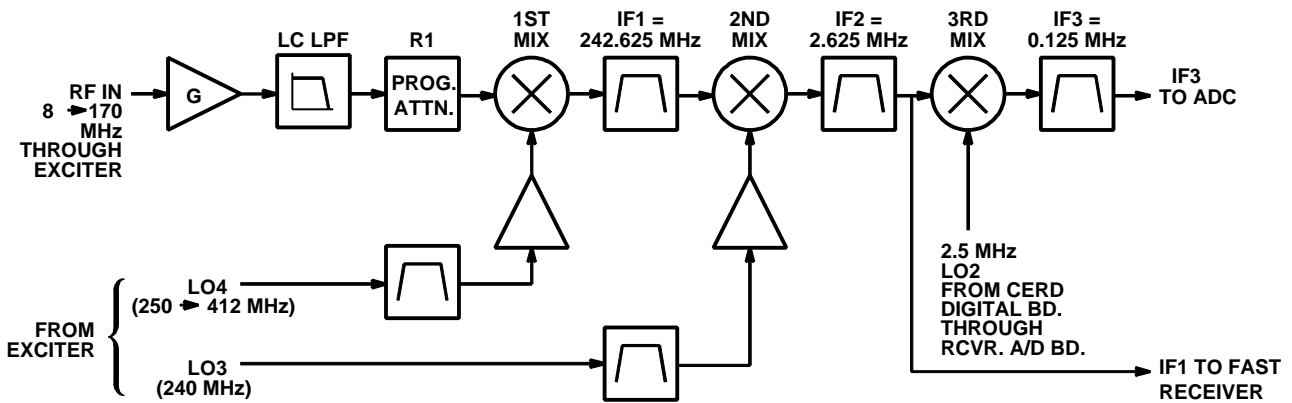 1ST
MIX
IF1 =
242.625 MHz
2ND
MIX
IF2 =
2.625 MHz
3RD
MIX
IF3 =
0.125 MHz
LC LPF
R1
RF IN
8 → 170
MHz
THROUGH
EXCITER
G
PROG.
ATTN.
IF3
TO ADC
LO4
(250 → 412 MHz)
FROM
EXCITER
LO3
(240 MHz)
2.5 MHz
LO2
FROM CERD
DIGITAL BD.
THROUGH
RCVR. A/D BD.
IF1 TO FAST
RECEIVER